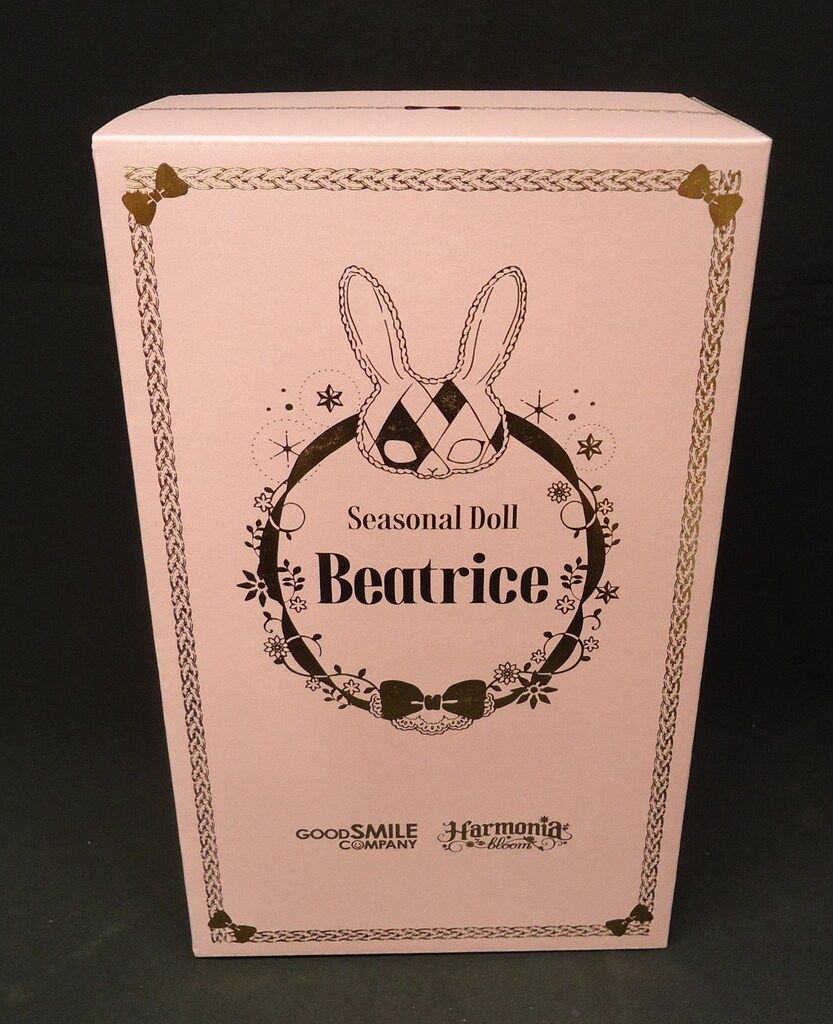 Seasonal Doll
Beatrice
GOODSMILE COMPANY
Harmonia bloom